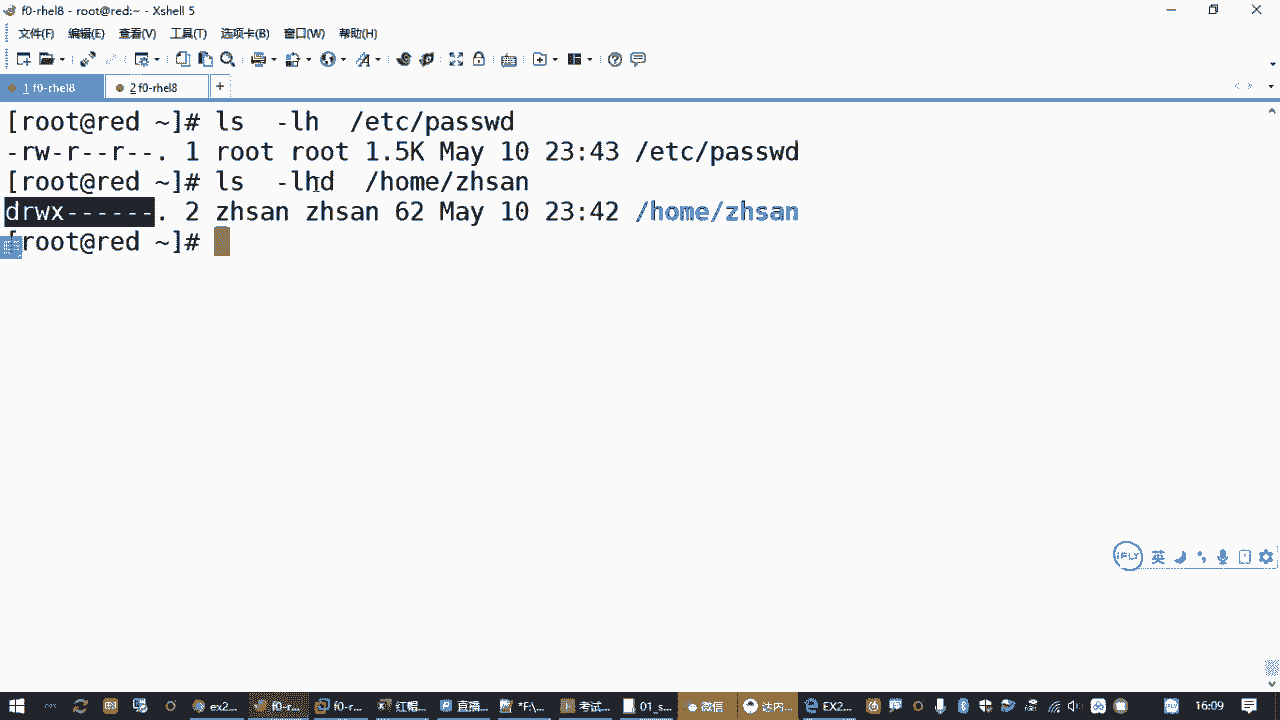 f0-rhel8 - root@red:~ - Xshell 5
文件(F) 编辑(E) 查看(V) 工具(T) 选项卡(B) 窗口(W) 帮助(H)
1 f0-rhel8 2 f0-rhel8 +
[root@red ~]# ls  -lh  /etc/passwd
-rw-r--r--. 1 root root 1.5K May 10 23:43 /etc/passwd
[root@red ~]# ls  -lhd  /home/zhsan
drwx------. 2 zhsan zhsan 62 May 10 23:42 /home/zhsan
[root@red ~]#
iFLY 英
ex2... f0-r... f0-r... 红帽... 直播... *F:\... 考试... 01_s... 微信 达内... EX2... 16:09